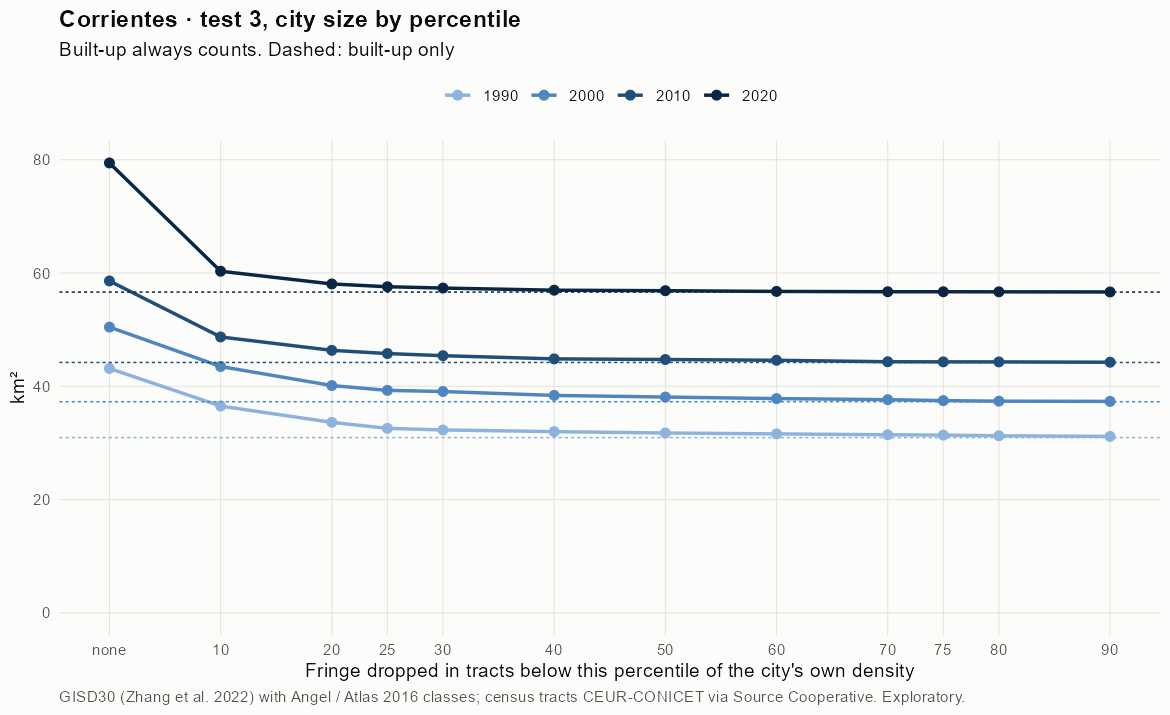 Corrientes · test 3, city size by percentile
Built-up always counts. Dashed: built-up only
1990 2000 2010 2020
80
60
40
20
0
km²
none 10 20 25 30 40 50 60 70 75 80 90
Fringe dropped in tracts below this percentile of the city's own density
GISD30 (Zhang et al. 2022) with Angel / Atlas 2016 classes; census tracts CEUR-CONICET via Source Cooperative. Exploratory.